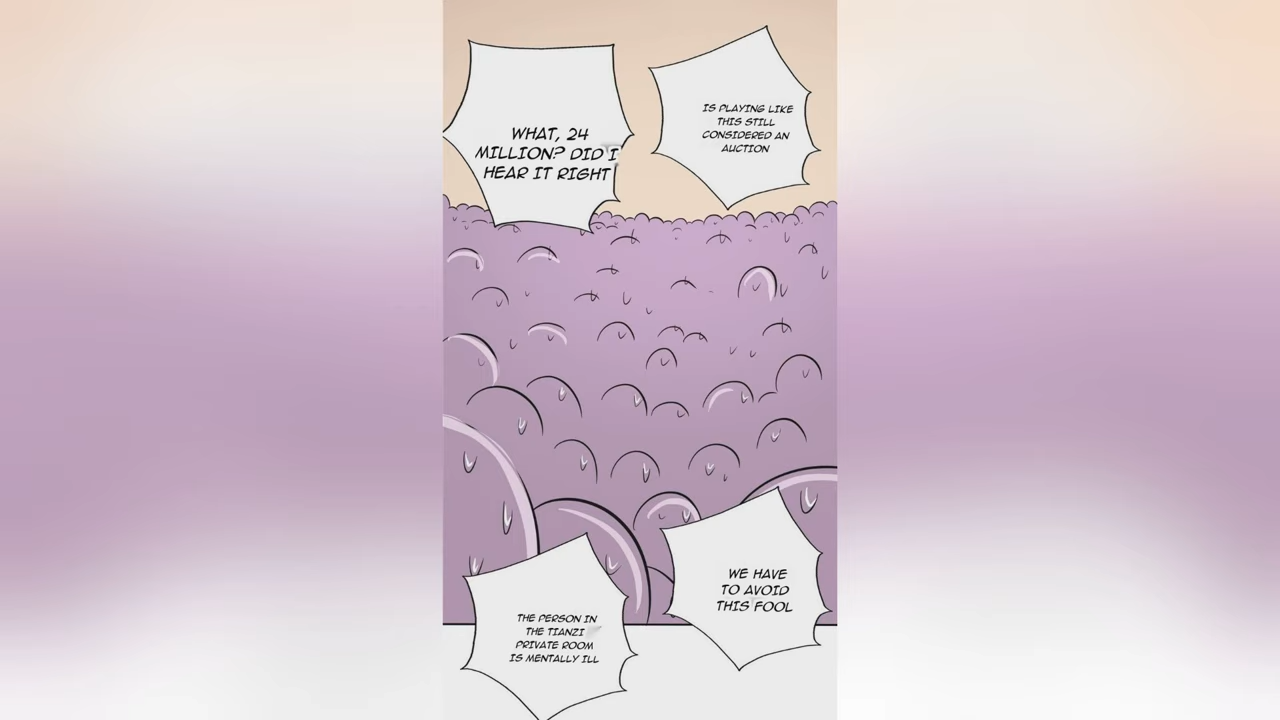 WHAT, 24
MILLION? DID I
HEAR IT RIGHT
IS PLAYING LIKE
THIS STILL
CONSIDERED AN
AUCTION
WE HAVE
TO AVOID
THIS FOOL
THE PERSON IN
THE TIANZI
PRIVATE ROOM
IS MENTALLY ILL